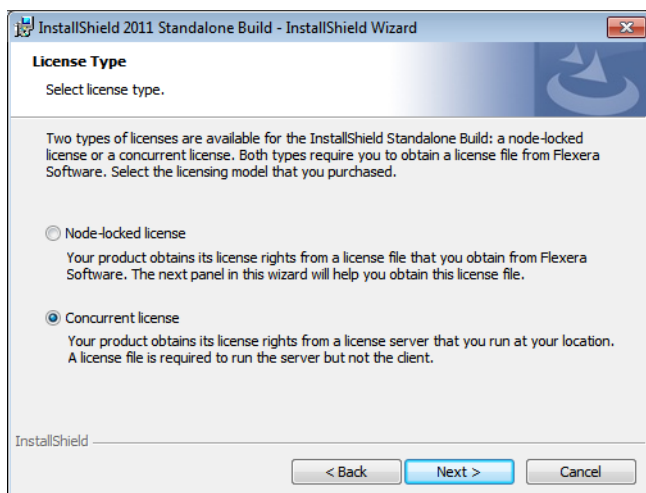 InstallShield 2011 Standalone Build - InstallShield Wizard
License Type
Select license type.
Two types of licenses are available for the InstallShield Standalone Build: a node-locked
license or a concurrent license. Both types require you to obtain a license file from Flexera
Software. Select the licensing model that you purchased.
Node-locked license
Your product obtains its license rights from a license file that you obtain from Flexera
Software. The next panel in this wizard will help you obtain this license file.
Concurrent license
Your product obtains its license rights from a license server that you run at your location.
A license file is required to run the server but not the client.
InstallShield
< Back Next > Cancel